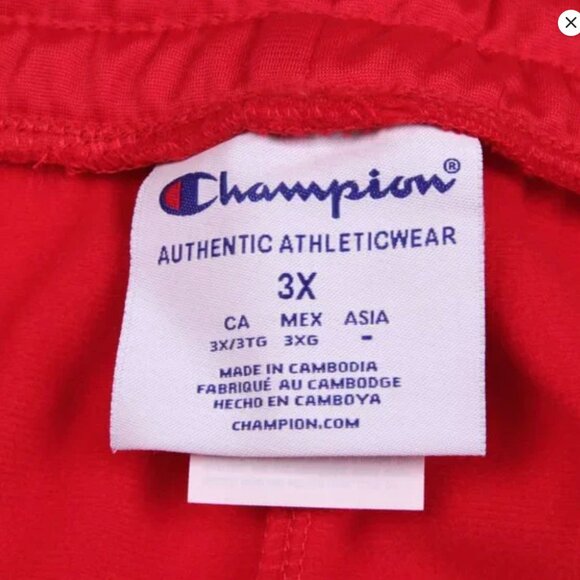 Champion®
AUTHENTIC ATHLETICWEAR
3X
CA MEX ASIA
3X/3TG 3XG -
MADE IN CAMBODIA
FABRIQUÉ AU CAMBODGE
HECHO EN CAMBOYA
CHAMPION.COM